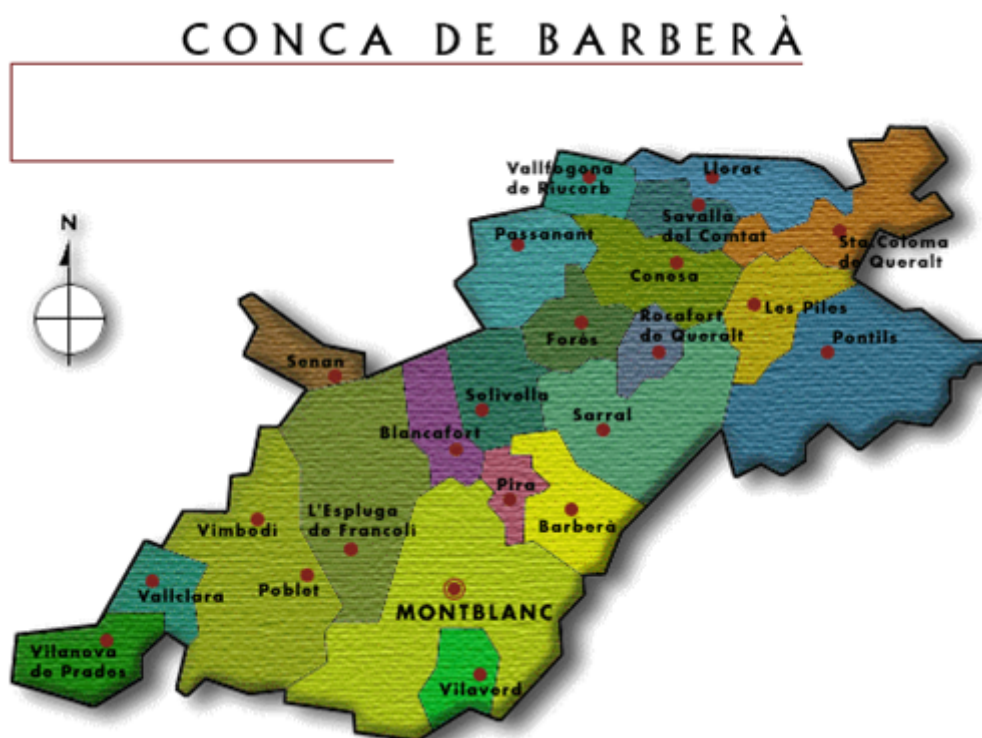 CONCA DE BARBERÀ
Vallfogona
de Riucorb
Llorac
N
Passanant
Savallà
del Comtat
Sta.Coloma
de Queralt
Conesa
Les Piles
Rocafort
de Queralt
Forès
Pontils
Senan
Solivella
Sarral
Blancafort
Pira
L'Espluga
de Francoli
Vimbodi
Barberà
Poblet
Vallclara
MONTBLANC
Vilanova
de Prades
Vilaverd